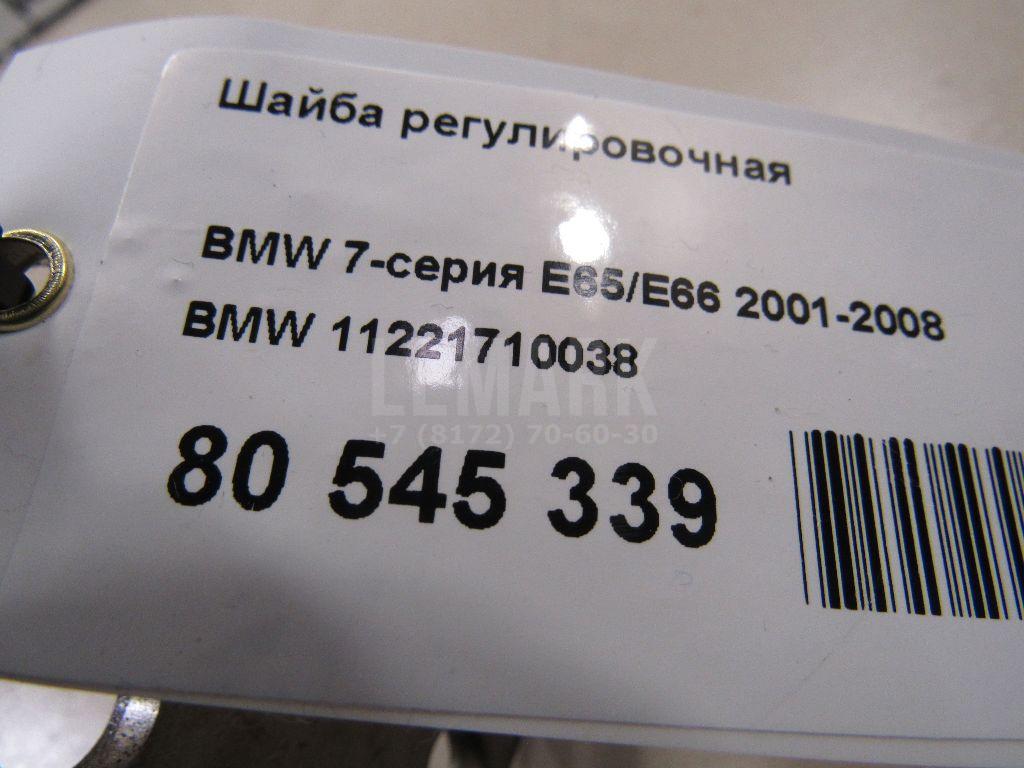 Шайба регулировочная
BMW 7-серия E65/E66 2001-2008
BMW 11221710038
LLMARK
+7 (8172) 70-60-30
80 545 339